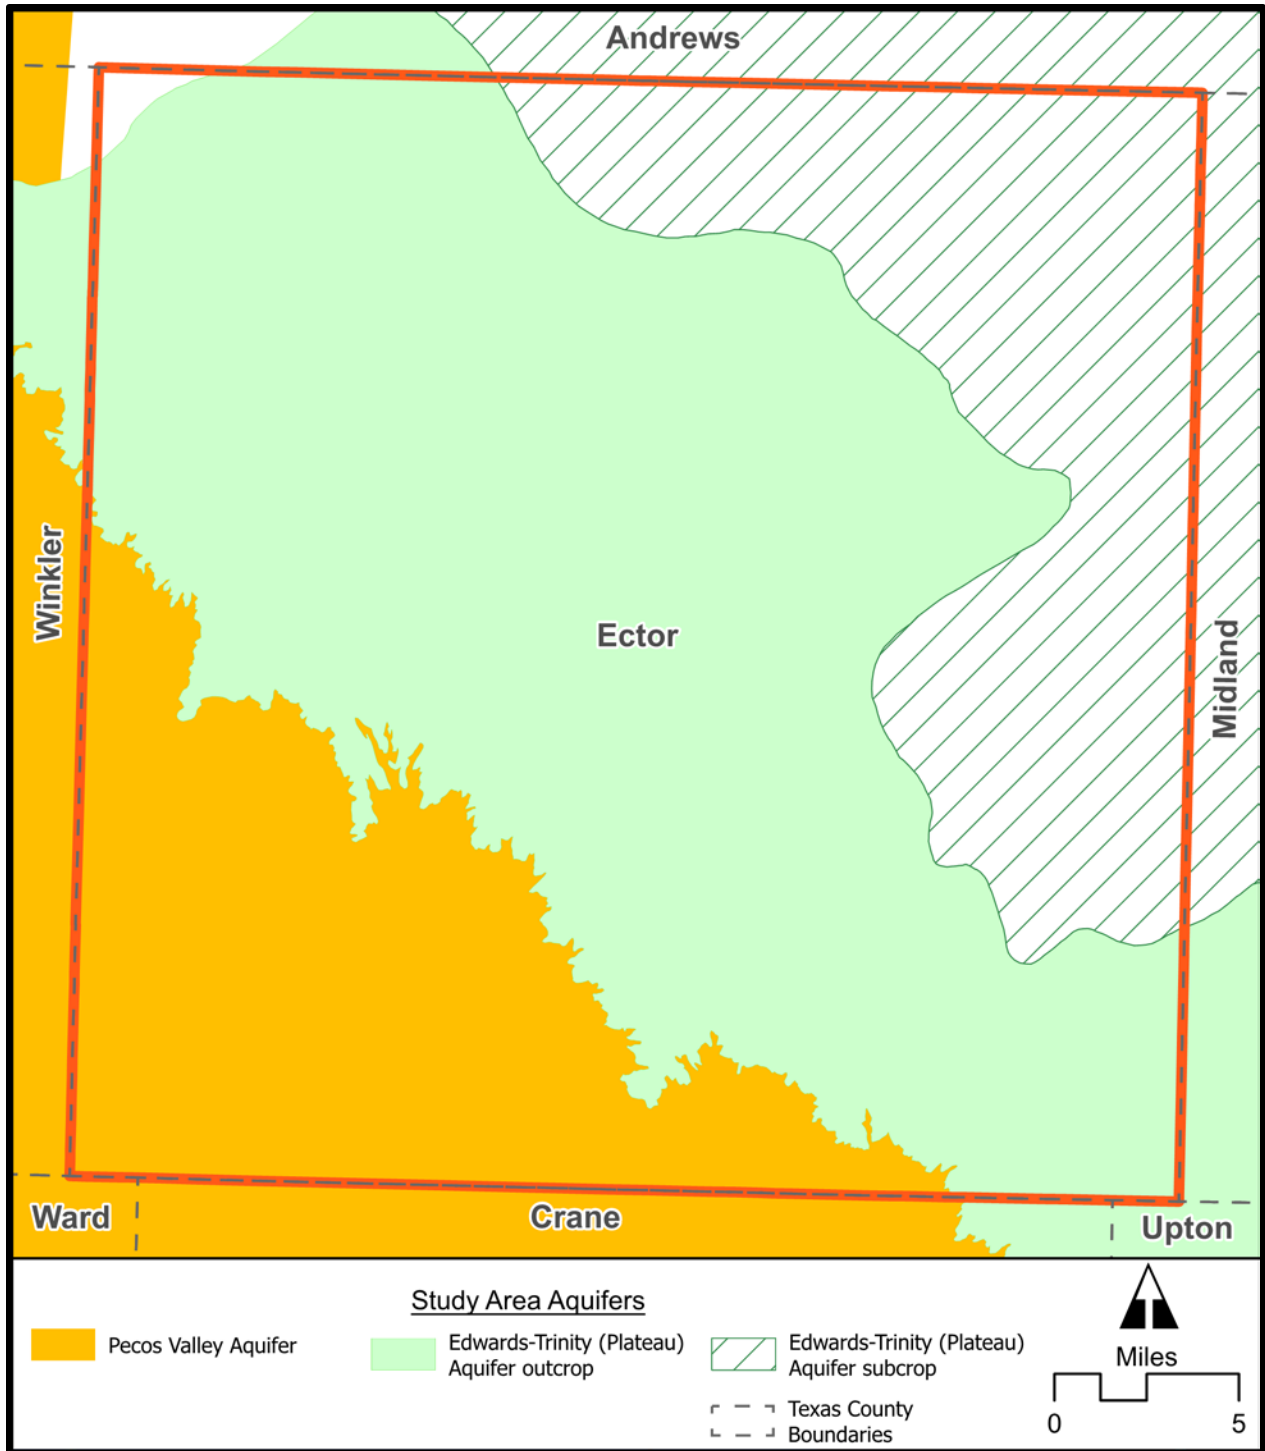 Andrews
Winkler
Ector
Midland
Ward
Crane
Upton
Study Area Aquifers
Pecos Valley Aquifer
Edwards-Trinity (Plateau)
Aquifer outcrop
Edwards-Trinity (Plateau)
Aquifer subcrop
Texas County
Boundaries
Miles
0 5